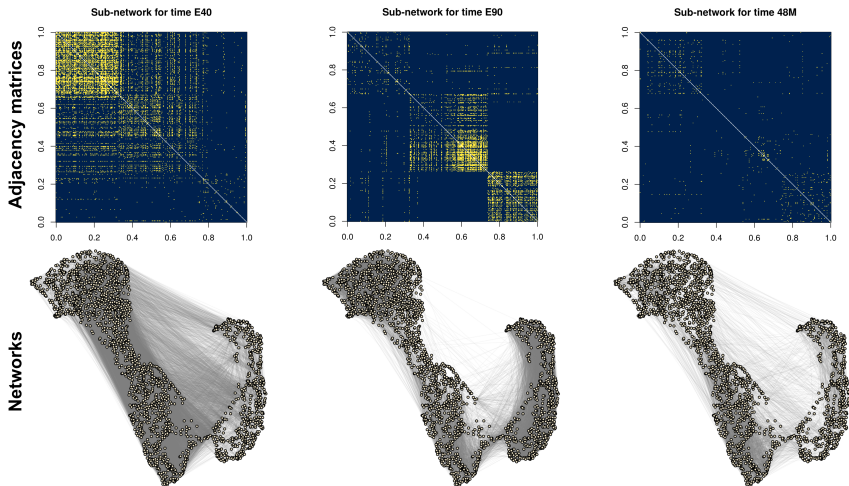 Sub-network for time E40
Sub-network for time E90
Sub-network for time 48M
Adjacency matrices
1.0
0.8
0.6
0.4
0.2
0.0
0.0 0.2 0.4 0.6 0.8 1.0
1.0
0.8
0.6
0.4
0.2
0.0
0.0 0.2 0.4 0.6 0.8 1.0
1.0
0.8
0.6
0.4
0.2
0.0
0.0 0.2 0.4 0.6 0.8 1.0
Networks